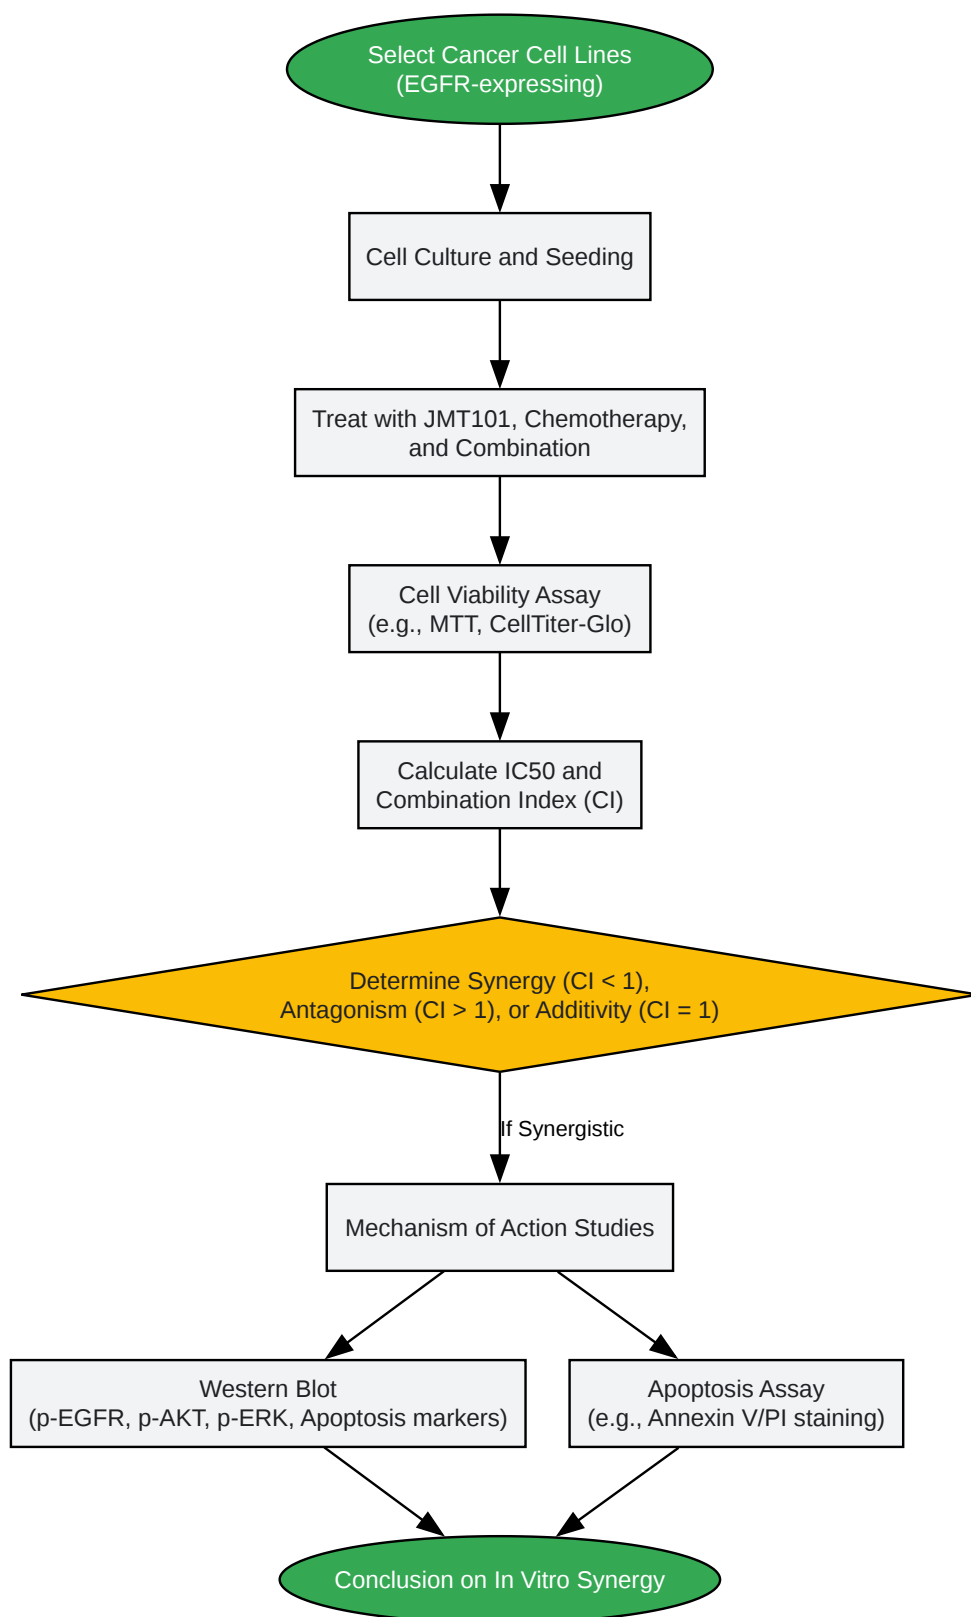 Select Cancer Cell Lines
(EGFR-expressing)
Cell Culture and Seeding
Treat with JMT101, Chemotherapy,
and Combination
Cell Viability Assay
(e.g., MTT, CellTiter-Glo)
Calculate IC50 and
Combination Index (CI)
Determine Synergy (CI < 1),
Antagonism (CI > 1), or Additivity (CI = 1)
If Synergistic
Mechanism of Action Studies
Western Blot
(p-EGFR, p-AKT, p-ERK, Apoptosis markers)
Apoptosis Assay
(e.g., Annexin V/PI staining)
Conclusion on In Vitro Synergy